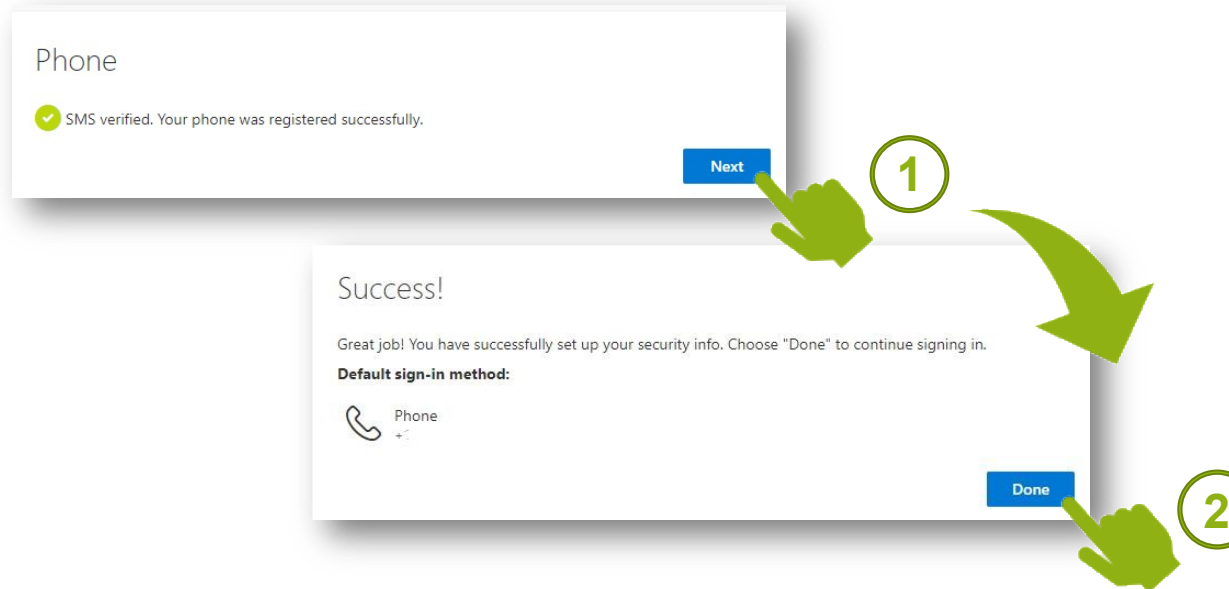 Phone
SMS verified. Your phone was registered successfully.
Next
1
Success!
Great job! You have successfully set up your security info. Choose "Done" to continue signing in.
Default sign-in method:
Phone
+
Done
2